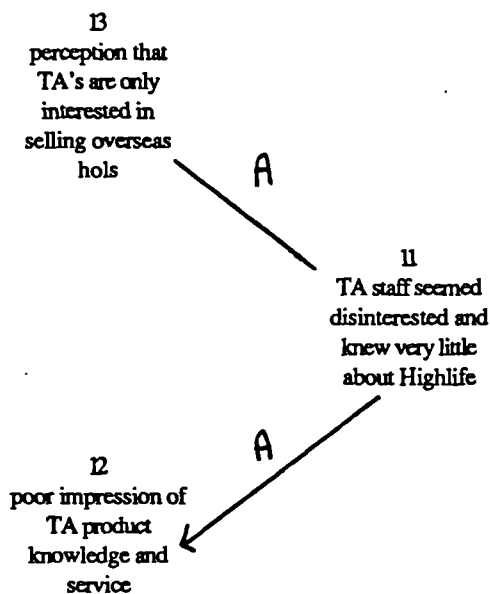 13
perception that
TA's are only
interested in
selling overseas
hols
A
11
TA staff seemed
disinterested and
knew very little
about Highlife
A
12
poor impression of
TA product
knowledge and
service